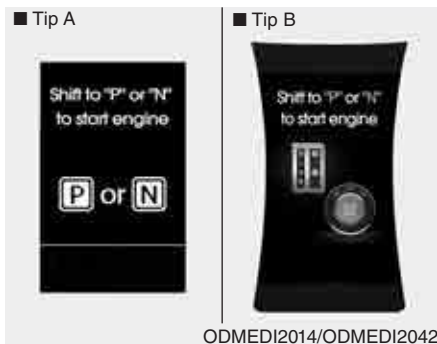 ■ Tip A
Shift to "P" or "N"
to start engine
P or N
■ Tip B
Shift to "P" or "N"
to start engine
ODMEDI2014/ODMEDI2042